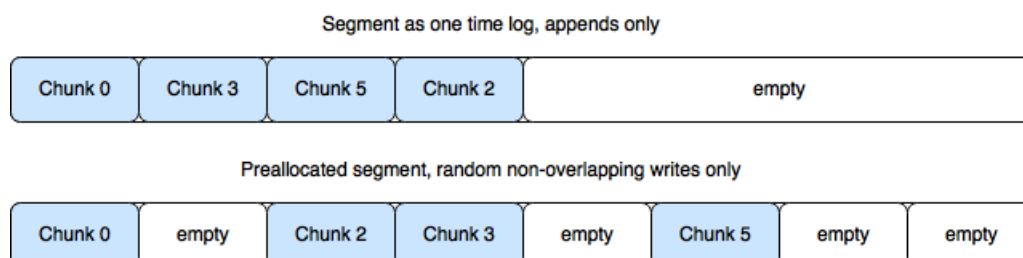 Segment as one time log, appends only
Chunk 0 Chunk 3 Chunk 5 Chunk 2 empty
Preallocated segment, random non-overlapping writes only
Chunk 0 empty Chunk 2 Chunk 3 empty Chunk 5 empty empty